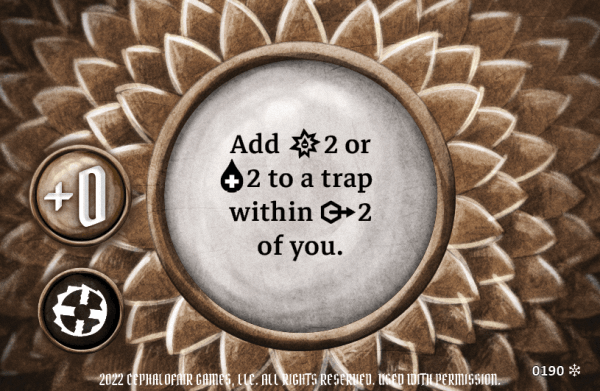 Add 2 or
2 to a trap
within 2
of you.
+0
2022 CEPHALOFAIR GAMES, LLC. ALL RIGHTS RESERVED. USED WITH PERMISSION.
0190